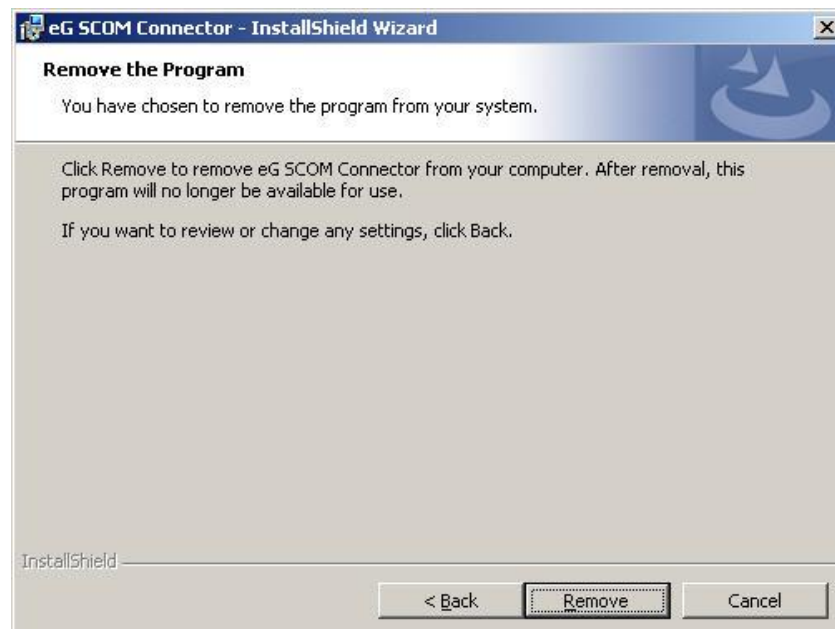 eG SCOM Connector - InstallShield Wizard
Remove the Program
You have chosen to remove the program from your system.
Click Remove to remove eG SCOM Connector from your computer. After removal, this
program will no longer be available for use.
If you want to review or change any settings, click Back.
InstallShield
< Back Remove Cancel